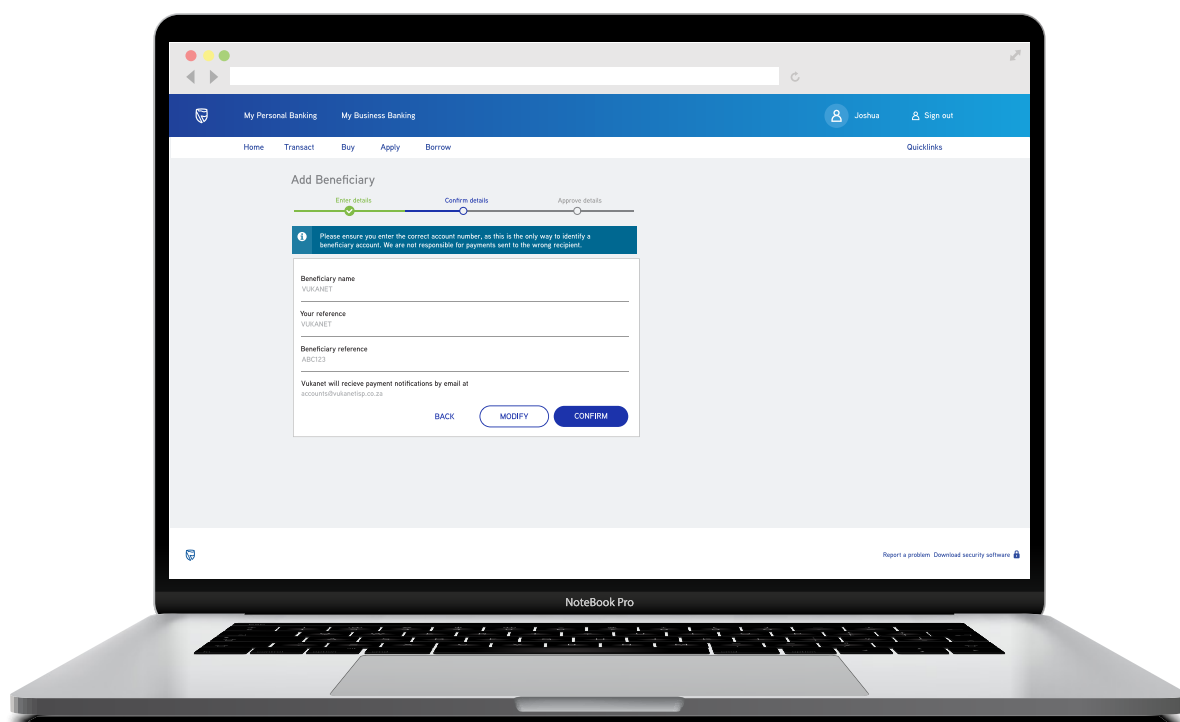 My Personal Banking My Business Banking Joshua Sign out
Home Transact Buy Apply Borrow Quicklinks
Add Beneficiary
Enter details Confirm details Approve details
Please ensure you enter the correct account number, as this is the only way to identify a
beneficiary account. We are not responsible for payments sent to the wrong recipient.
Beneficiary name
VUKANET
Your reference
VUKANET
Beneficiary reference
ABC123
Vukanet will recieve payment notifications by email at
accounts@vukanetisp.co.za
BACK MODIFY CONFIRM
Report a problem Download security software
NoteBook Pro